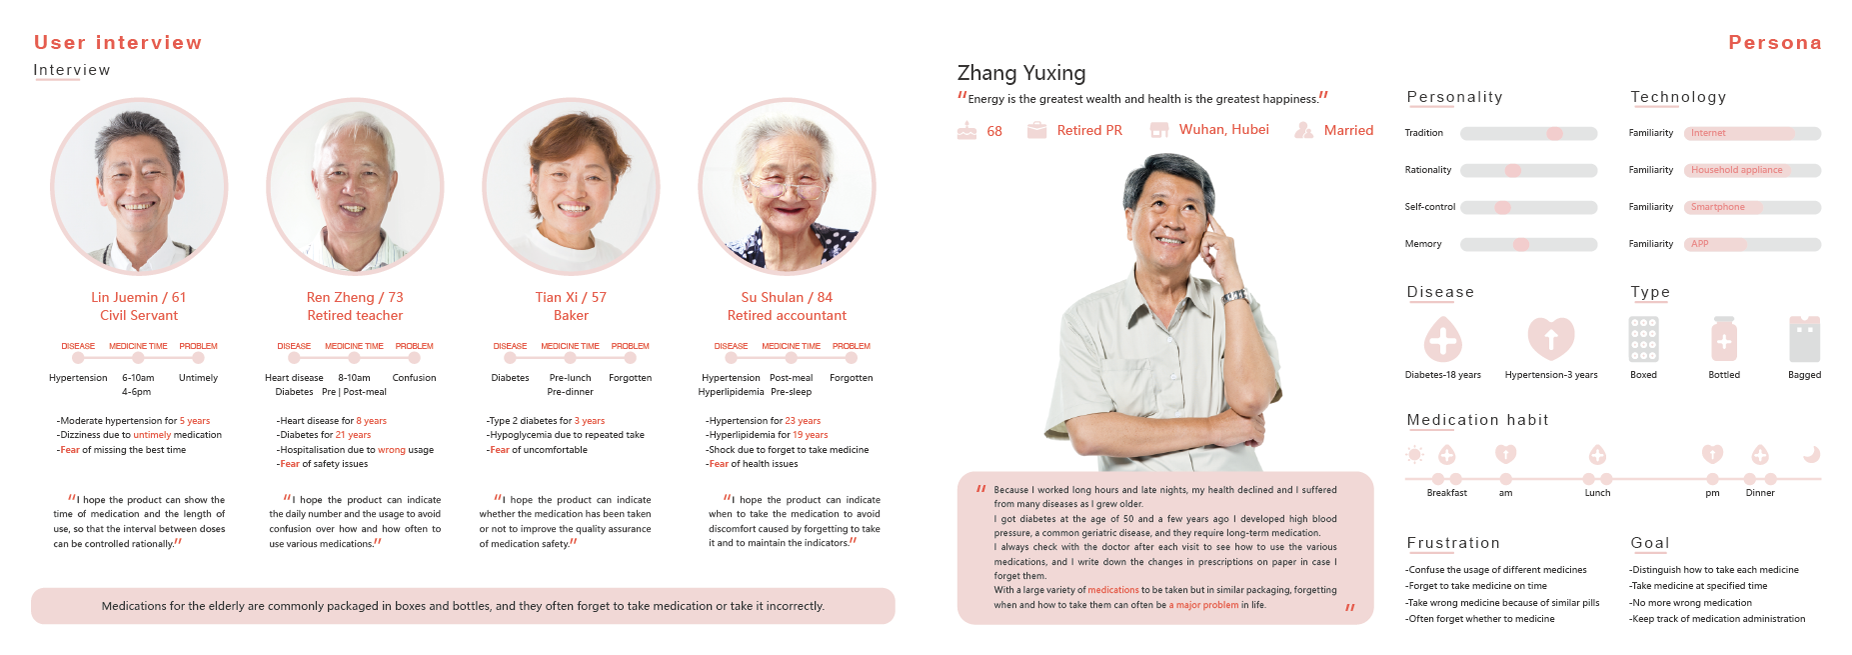 User interview
Interview
Lin Juemin / 61
Civil Servant
DISEASE MEDICINE TIME PROBLEM
Hypertension 6-10am Untimely
4-6pm
-Moderate hypertension for 5 years
-Dizziness due to untimely medication
-Fear of missing the best time
"I hope the product can show the
time of medication and the length of
use, so that the interval between doses
can be controlled rationally."
Ren Zheng / 73
Retired teacher
DISEASE MEDICINE TIME PROBLEM
Heart disease 8-10am Confusion
Diabetes Pre | Post-meal
-Heart disease for 8 years
-Diabetes for 21 years
-Hospitalisation due to wrong usage
-Fear of safety issues
"I hope the product can indicate
the daily number and the usage to avoid
confusion over how and how often to
use various medications."
Tian Xi / 57
Baker
DISEASE MEDICINE TIME PROBLEM
Diabetes Pre-lunch Forgotten
Pre-dinner
-Type 2 diabetes for 3 years
-Hypoglycemia due to repeated take
-Fear of uncomfortable
"I hope the product can indicate
whether the medication has been taken
or not to improve the quality assurance
of medication safety."
Su Shulan / 84
Retired accountant
DISEASE MEDICINE TIME PROBLEM
Hypertension Post-meal Forgotten
Hyperlipidemia Pre-sleep
-Hypertension for 23 years
-Hyperlipidemia for 19 years
-Shock due to forget to take medicine
-Fear of health issues
"I hope the product can indicate
when to take the medication to avoid
discomfort caused by forgetting to take
it and to maintain the indicators."
Medications for the elderly are commonly packaged in boxes and bottles, and they often forget to take medication or take it incorrectly.
Persona
Zhang Yuxing
"Energy is the greatest wealth and health is the greatest happiness."
68 Retired PR Wuhan, Hubei Married
"Because I worked long hours and late nights, my health declined and I suffered
from many diseases as I grew older.
I got diabetes at the age of 50 and a few years ago I developed high blood
pressure, a common geriatric disease, and they require long-term medication.
I always check with the doctor after each visit to see how to use the various
medications, and I write down the changes in prescriptions on paper in case I
forget them.
With a large variety of medications to be taken but in similar packaging, forgetting
when and how to take them can often be a major problem in life."
Personality
Tradition
Rationality
Self-control
Memory
Technology
Familiarity Internet
Familiarity Household appliance
Familiarity Smartphone
Familiarity APP
Disease
Diabetes-18 years Hypertension-3 years
Type
Boxed Bottled Bagged
Medication habit
Breakfast am Lunch pm Dinner
Frustration
-Confuse the usage of different medicines
-Forget to take medicine on time
-Take wrong medicine because of similar pills
-Often forget whether to medicine
Goal
-Distinguish how to take each medicine
-Take medicine at specified time
-No more wrong medication
-Keep track of medication administration